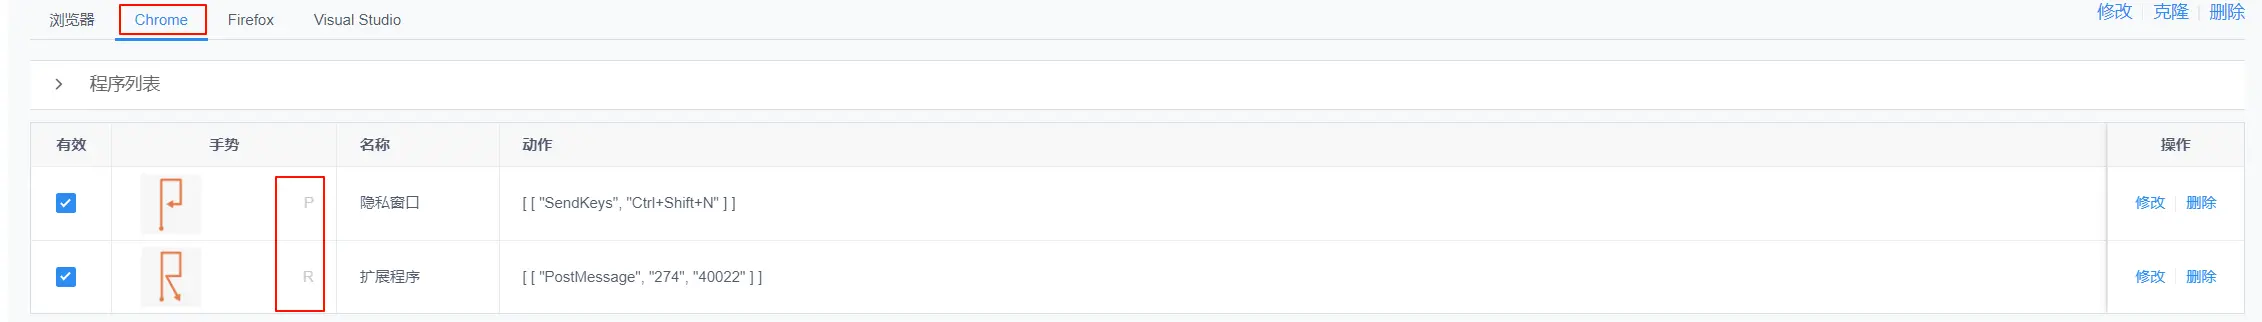 浏览器 Chrome Firefox Visual Studio 修改 克隆 删除
程序列表
有效 手势 名称 动作 操作
P 隐私窗口 [ [ "SendKeys", "Ctrl+Shift+N" ] ] 修改 删除
R 扩展程序 [ [ "PostMessage", "274", "40022" ] ] 修改 删除